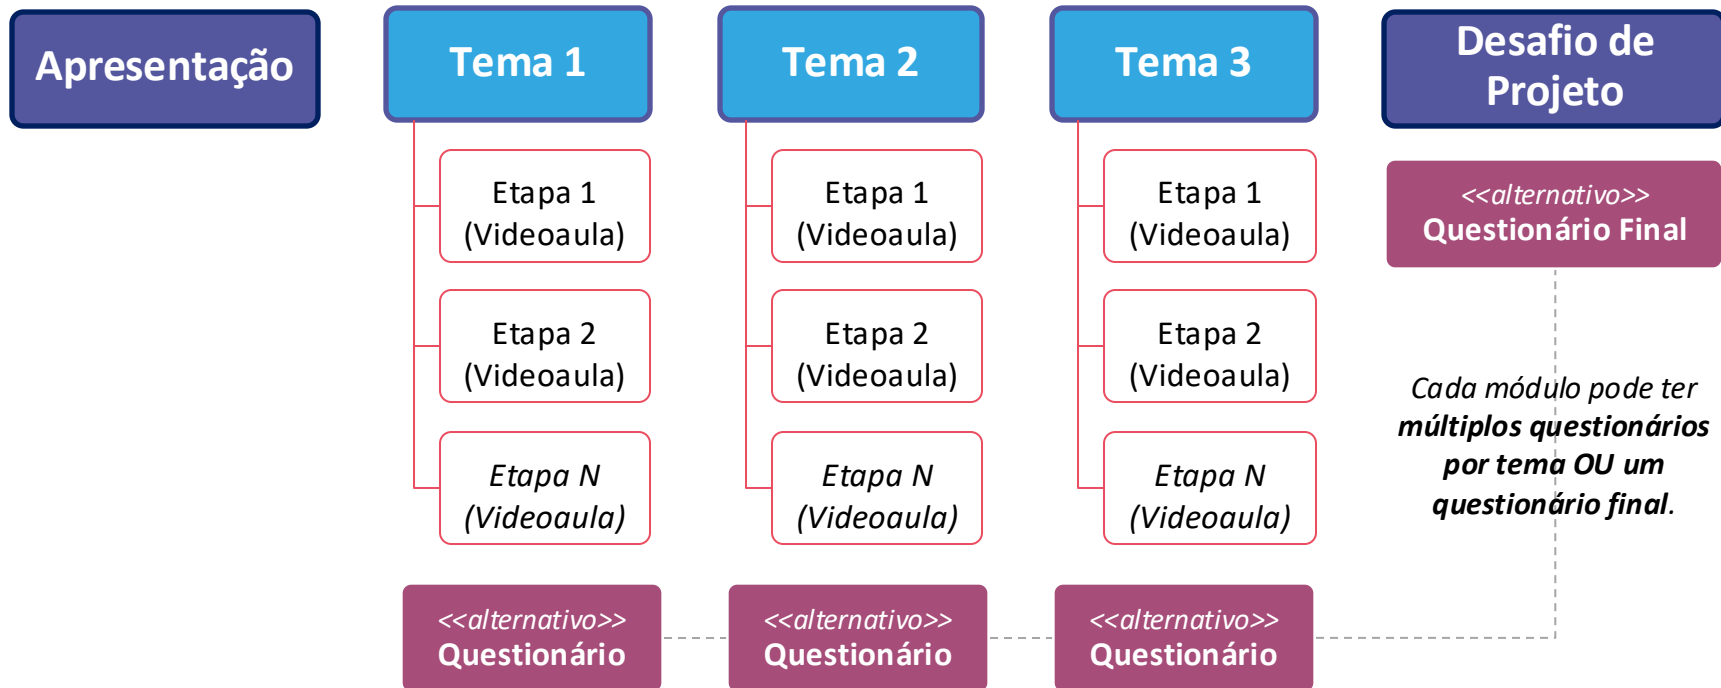 Apresentação
Tema 1
Etapa 1
(Videoaula)
Etapa 2
(Videoaula)
Etapa N
(Videoaula)
<<alternativo>>
Questionário
Tema 2
Etapa 1
(Videoaula)
Etapa 2
(Videoaula)
Etapa N
(Videoaula)
<<alternativo>>
Questionário
Tema 3
Etapa 1
(Videoaula)
Etapa 2
(Videoaula)
Etapa N
(Videoaula)
<<alternativo>>
Questionário
Desafio de
Projeto
<<alternativo>>
Questionário Final
Cada módulo pode ter
múltiplos questionários
por tema OU um
questionário final.